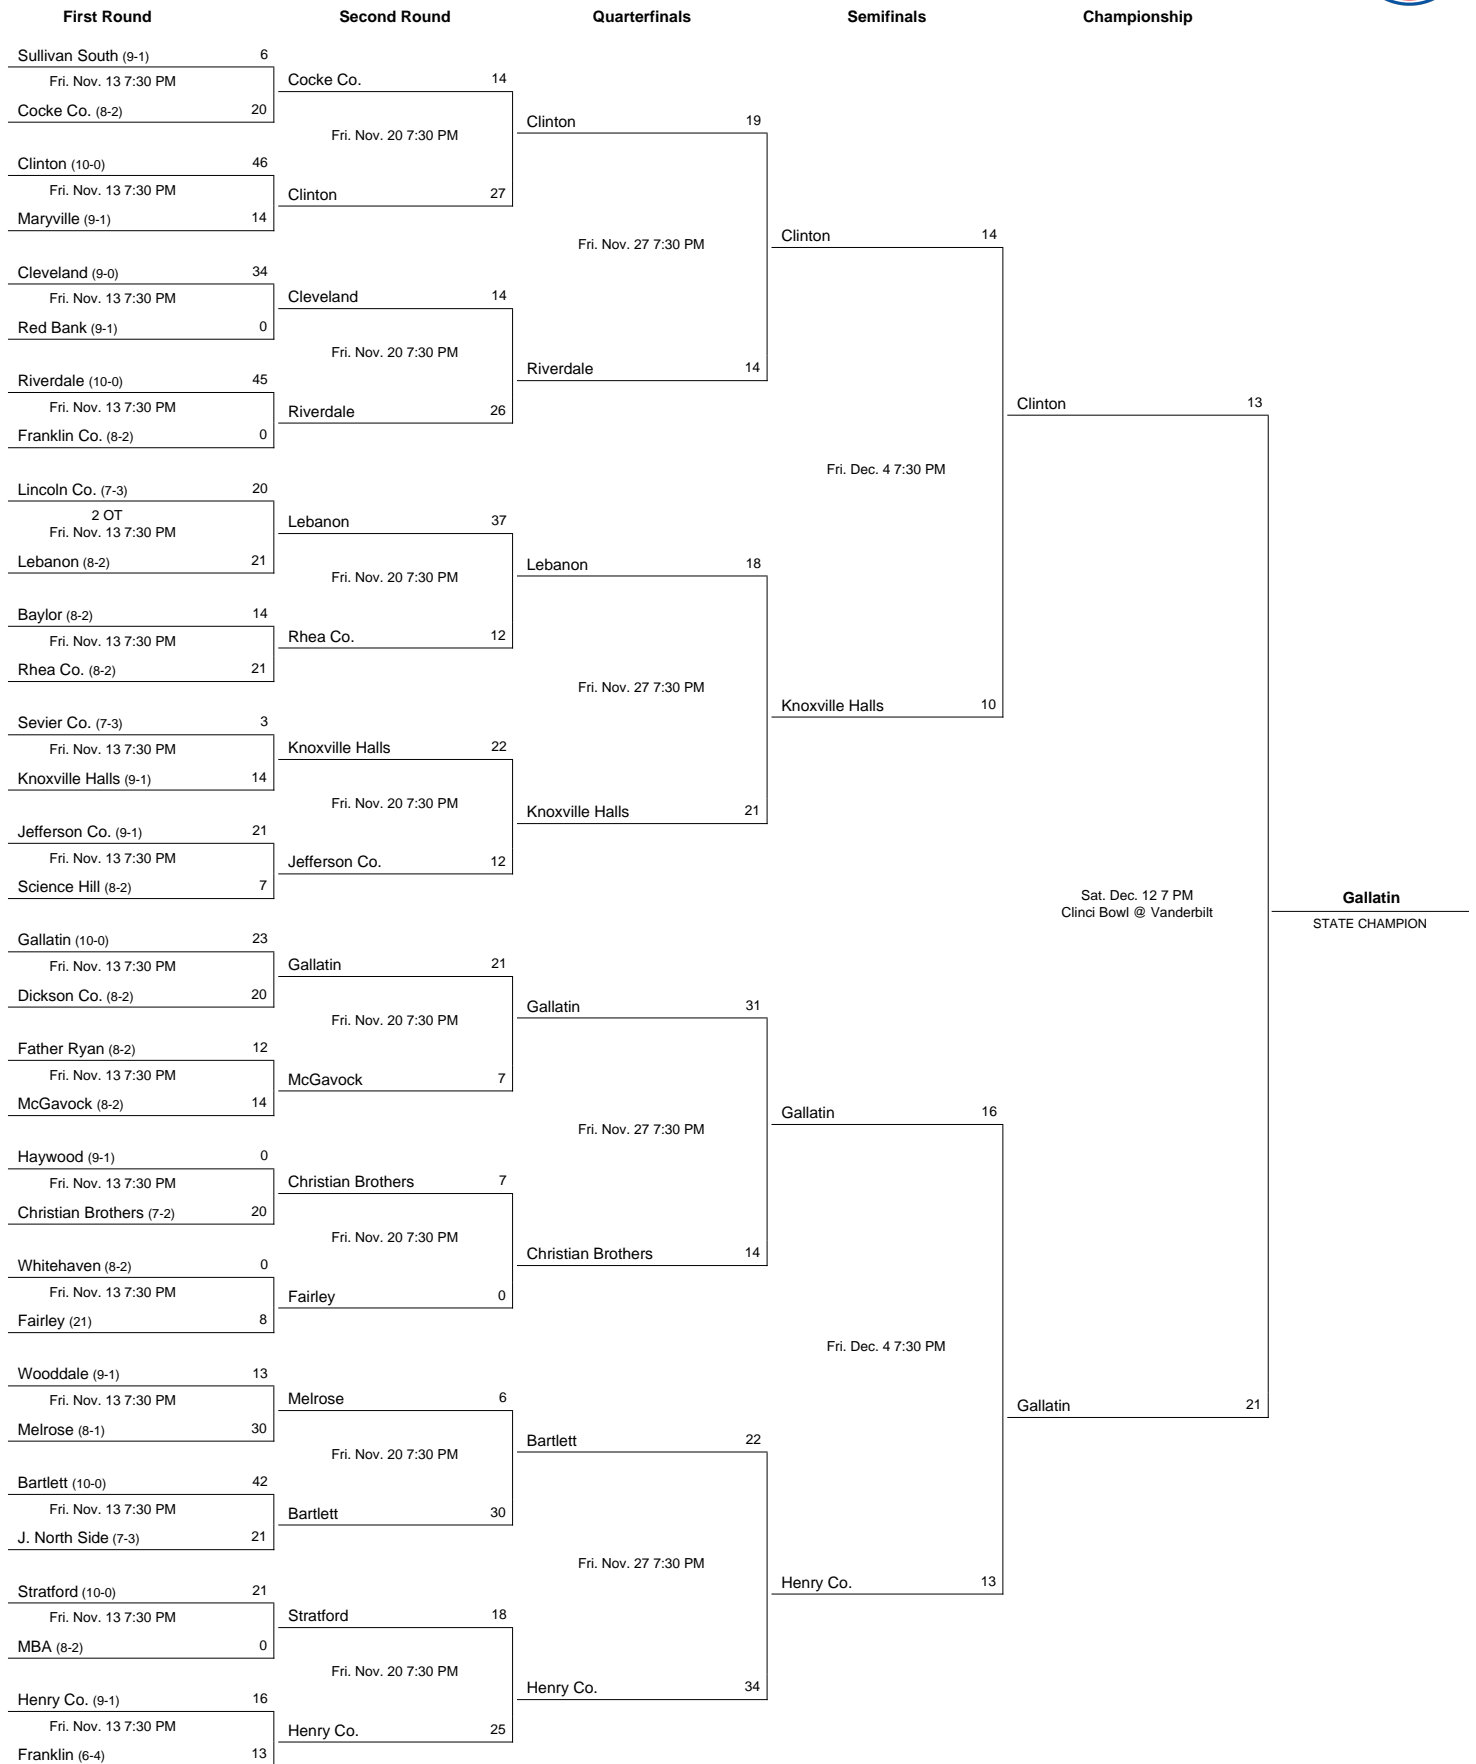 First Round Second Round Quarterfinals Semifinals Championship
Sullivan South (9-1) 6
Fri. Nov. 13 7:30 PM
Cocke Co. (8-2) 20
Clinton (10-0) 46
Fri. Nov. 13 7:30 PM
Maryville (9-1) 14
Cleveland (9-0) 34
Fri. Nov. 13 7:30 PM
Red Bank (9-1) 0
Riverdale (10-0) 45
Fri. Nov. 13 7:30 PM
Franklin Co. (8-2) 0
Lincoln Co. (7-3) 20
2 OT
Fri. Nov. 13 7:30 PM
Lebanon (8-2) 21
Baylor (8-2) 14
Fri. Nov. 13 7:30 PM
Rhea Co. (8-2) 21
Sevier Co. (7-3) 3
Fri. Nov. 13 7:30 PM
Knoxville Halls (9-1) 14
Jefferson Co. (9-1) 21
Fri. Nov. 13 7:30 PM
Science Hill (8-2) 7
Gallatin (10-0) 23
Fri. Nov. 13 7:30 PM
Dickson Co. (8-2) 20
Father Ryan (8-2) 12
Fri. Nov. 13 7:30 PM
McGavock (8-2) 14
Haywood (9-1) 0
Fri. Nov. 13 7:30 PM
Christian Brothers (7-2) 20
Whitehaven (8-2) 0
Fri. Nov. 13 7:30 PM
Fairley (21) 8
Wooddale (9-1) 13
Fri. Nov. 13 7:30 PM
Melrose (8-1) 30
Bartlett (10-0) 42
Fri. Nov. 13 7:30 PM
J. North Side (7-3) 21
Stratford (10-0) 21
Fri. Nov. 13 7:30 PM
MBA (8-2) 0
Henry Co. (9-1) 16
Fri. Nov. 13 7:30 PM
Franklin (6-4) 13
Cocke Co. 14
Fri. Nov. 20 7:30 PM
Clinton 27
Cleveland 14
Fri. Nov. 20 7:30 PM
Riverdale 26
Lebanon 37
Fri. Nov. 20 7:30 PM
Rhea Co. 12
Knoxville Halls 22
Fri. Nov. 20 7:30 PM
Jefferson Co. 12
Gallatin 21
Fri. Nov. 20 7:30 PM
McGavock 7
Christian Brothers 7
Fri. Nov. 20 7:30 PM
Fairley 0
Melrose 6
Fri. Nov. 20 7:30 PM
Bartlett 30
Stratford 18
Fri. Nov. 20 7:30 PM
Henry Co. 25
Clinton 19
Fri. Nov. 27 7:30 PM
Riverdale 14
Lebanon 18
Fri. Nov. 27 7:30 PM
Knoxville Halls 21
Gallatin 31
Fri. Nov. 27 7:30 PM
Christian Brothers 14
Bartlett 22
Fri. Nov. 27 7:30 PM
Henry Co. 34
Clinton 14
Fri. Dec. 4 7:30 PM
Knoxville Halls 10
Gallatin 16
Fri. Dec. 4 7:30 PM
Henry Co. 13
Clinton 13
Sat. Dec. 12 7 PM
Clinci Bowl @ Vanderbilt
Gallatin 21
Gallatin
STATE CHAMPION